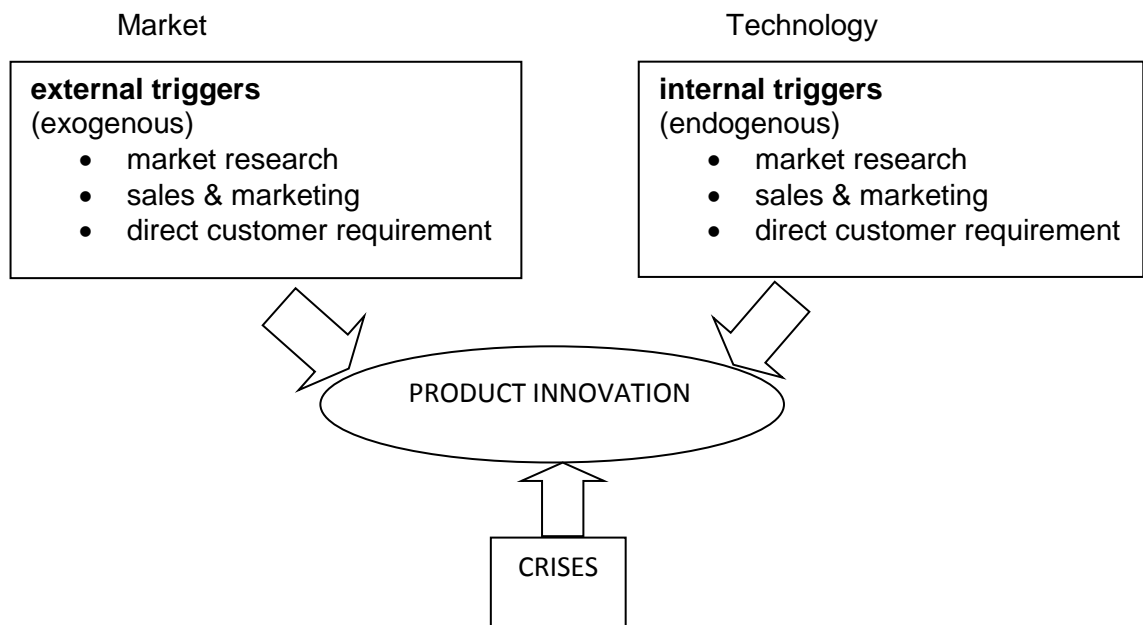 Market
external triggers
(exogenous)
• market research
• sales & marketing
• direct customer requirement
Technology
internal triggers
(endogenous)
• market research
• sales & marketing
• direct customer requirement
PRODUCT INNOVATION
CRISES